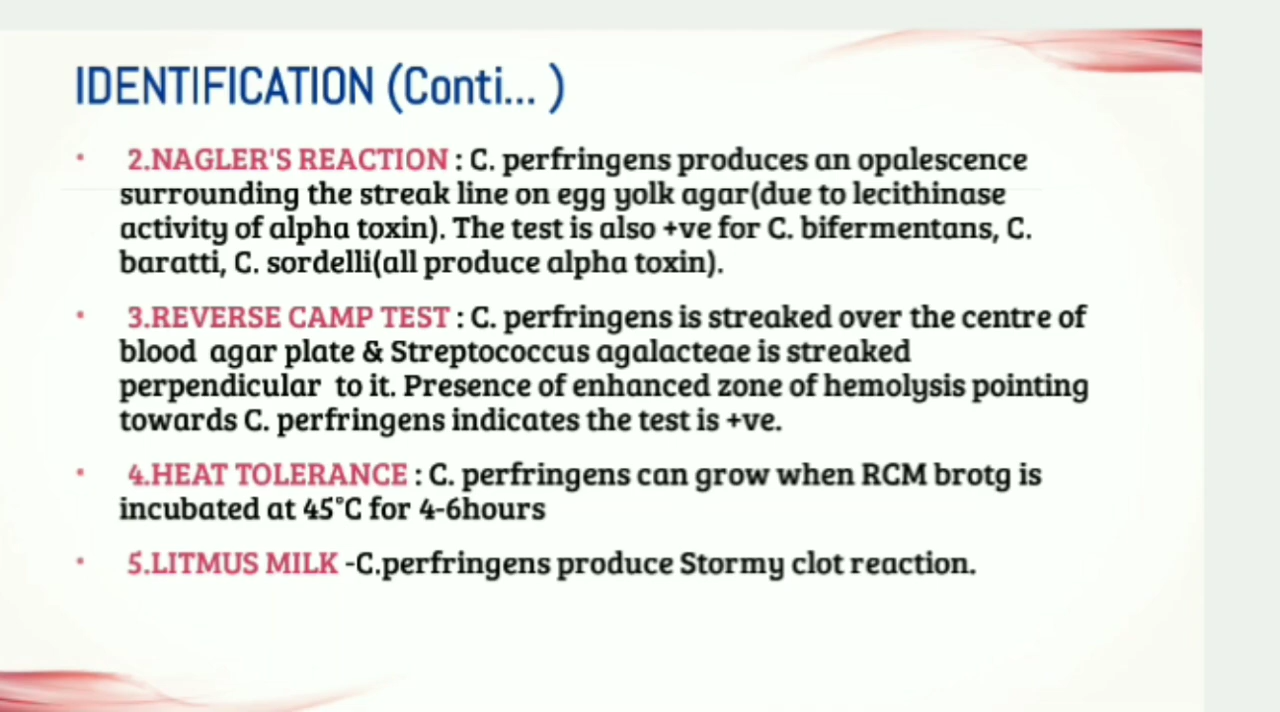 IDENTIFICATION (Conti... )
• 2.NAGLER'S REACTION : C. perfringens produces an opalescence
surrounding the streak line on egg yolk agar(due to lecithinase
activity of alpha toxin). The test is also +ve for C. bifermentans, C.
baratti, C. sordelli(all produce alpha toxin).
• 3.REVERSE CAMP TEST : C. perfringens is streaked over the centre of
blood agar plate & Streptococcus agalacteae is streaked
perpendicular to it. Presence of enhanced zone of hemolysis pointing
towards C. perfringens indicates the test is +ve.
• 4.HEAT TOLERANCE : C. perfringens can grow when RCM brotg is
incubated at 45°C for 4-6hours
• 5.LITMUS MILK -C.perfringens produce Stormy clot reaction.